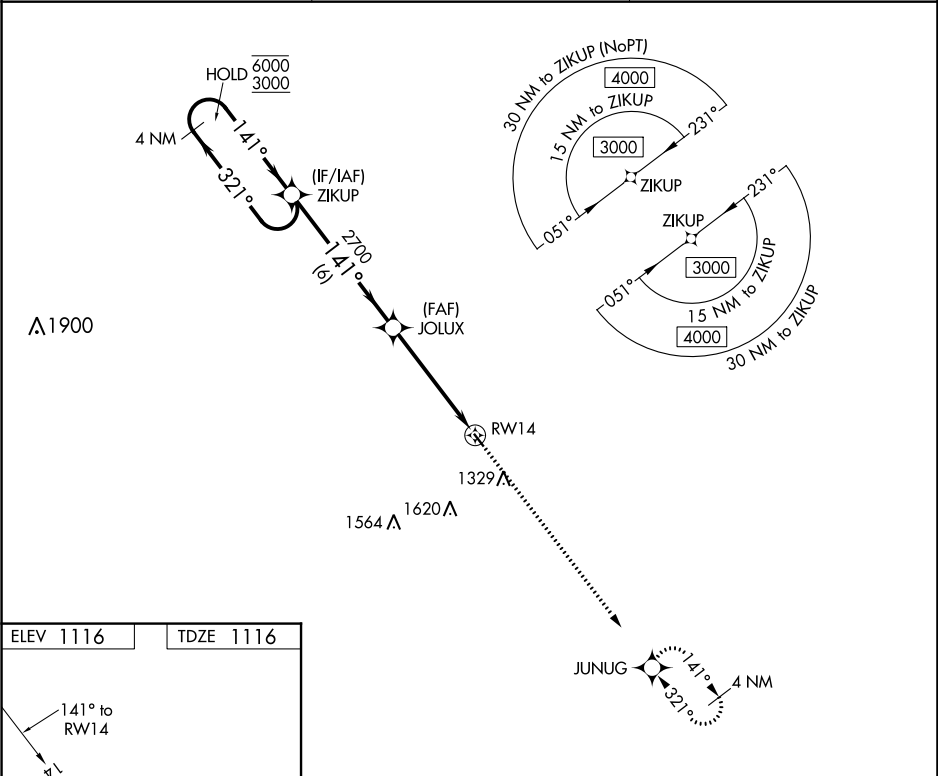 HOLD 6000
3000
4 NM
141°
321°
(IF/IAF)
ZIKUP
2700
141°
(6)
(FAF)
JOLUX
1900
RW14
1329
1620
1564
JUNUG
141°
321°
4 NM
30 NM to ZIKUP (NoPT)
4000
15 NM to ZIKUP
3000
231°
ZIKUP
051°
231°
ZIKUP
051°
3000
15 NM to ZIKUP
4000
30 NM to ZIKUP
ELEV 1116
TDZE 1116
141° to
RW14
14